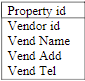 Property id
Vendor id
Vend Name
Vend Add
Vend Tel